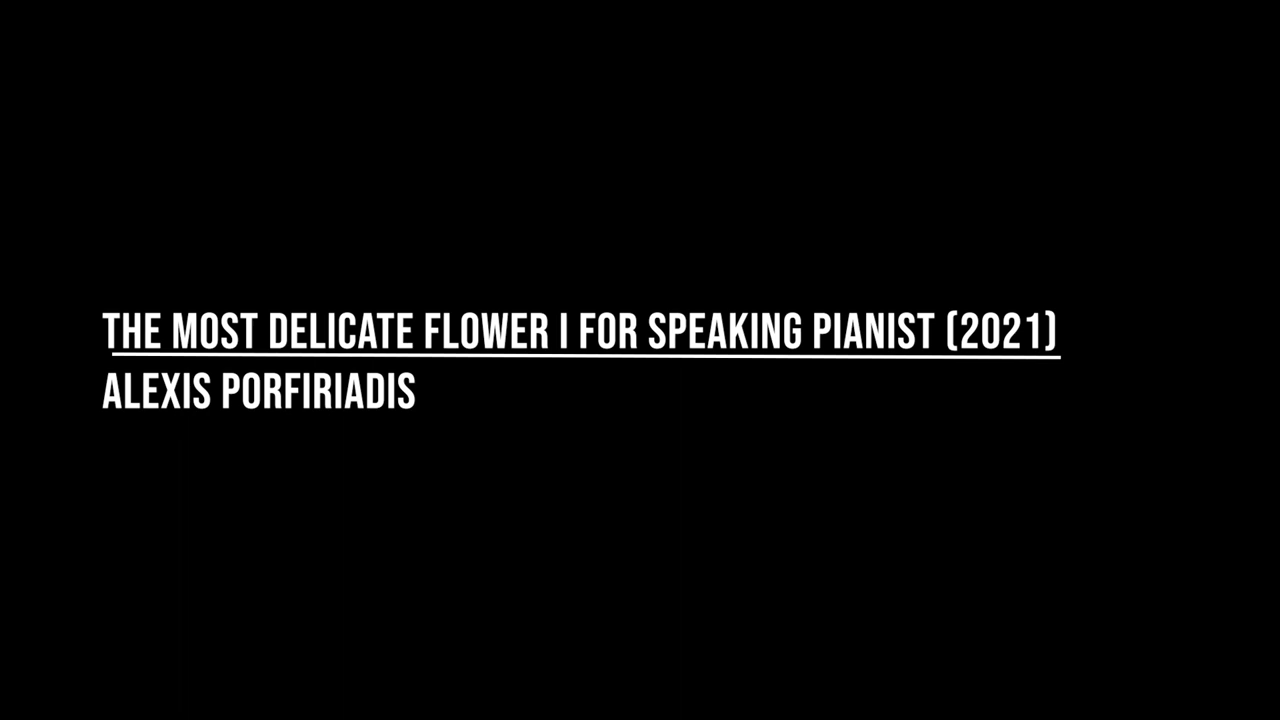 THE MOST DELICATE FLOWER I FOR SPEAKING PIANIST (2021)
ALEXIS PORFIRIADIS